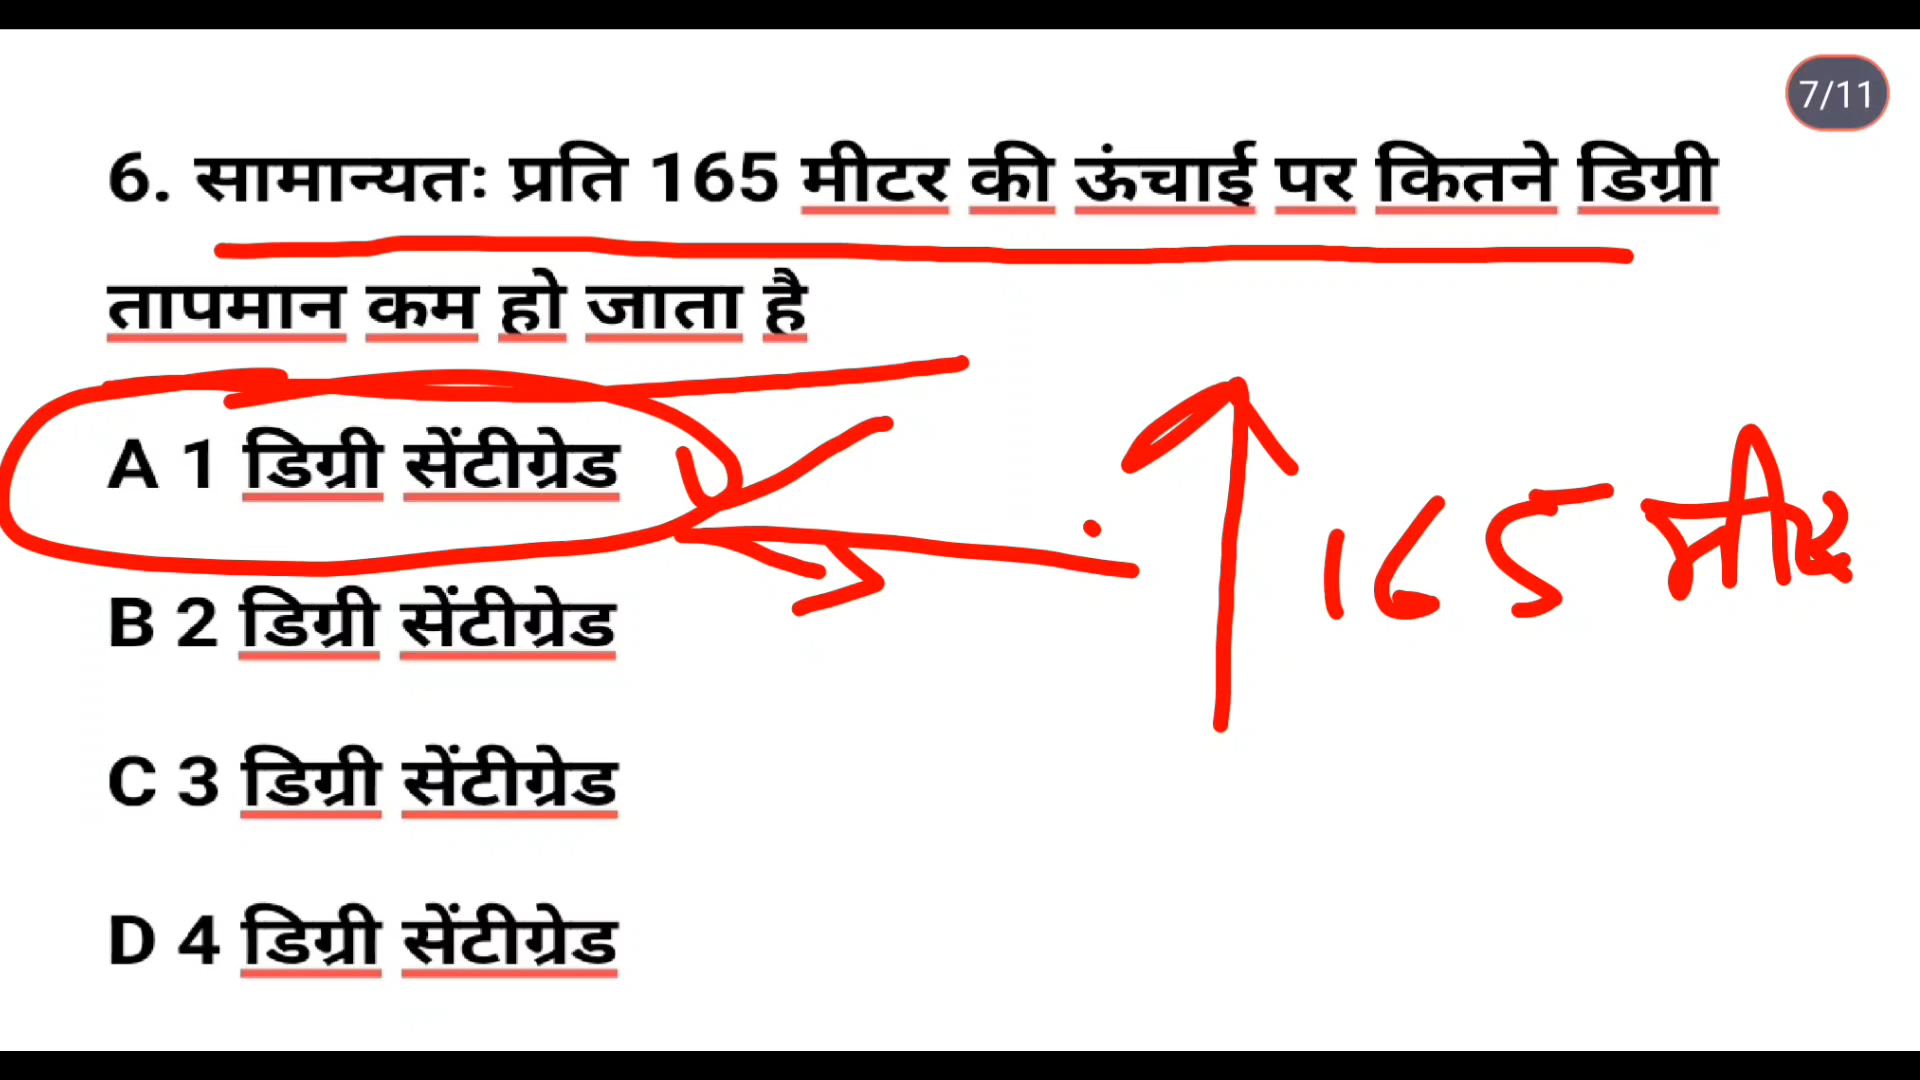 7/11
6. सामान्यतः प्रति 165 मीटर की ऊंचाई पर कितने डिग्री
तापमान कम हो जाता है
A 1 डिग्री सेंटीग्रेड
165 मीटर
B 2 डिग्री सेंटीग्रेड
C 3 डिग्री सेंटीग्रेड
D 4 डिग्री सेंटीग्रेड